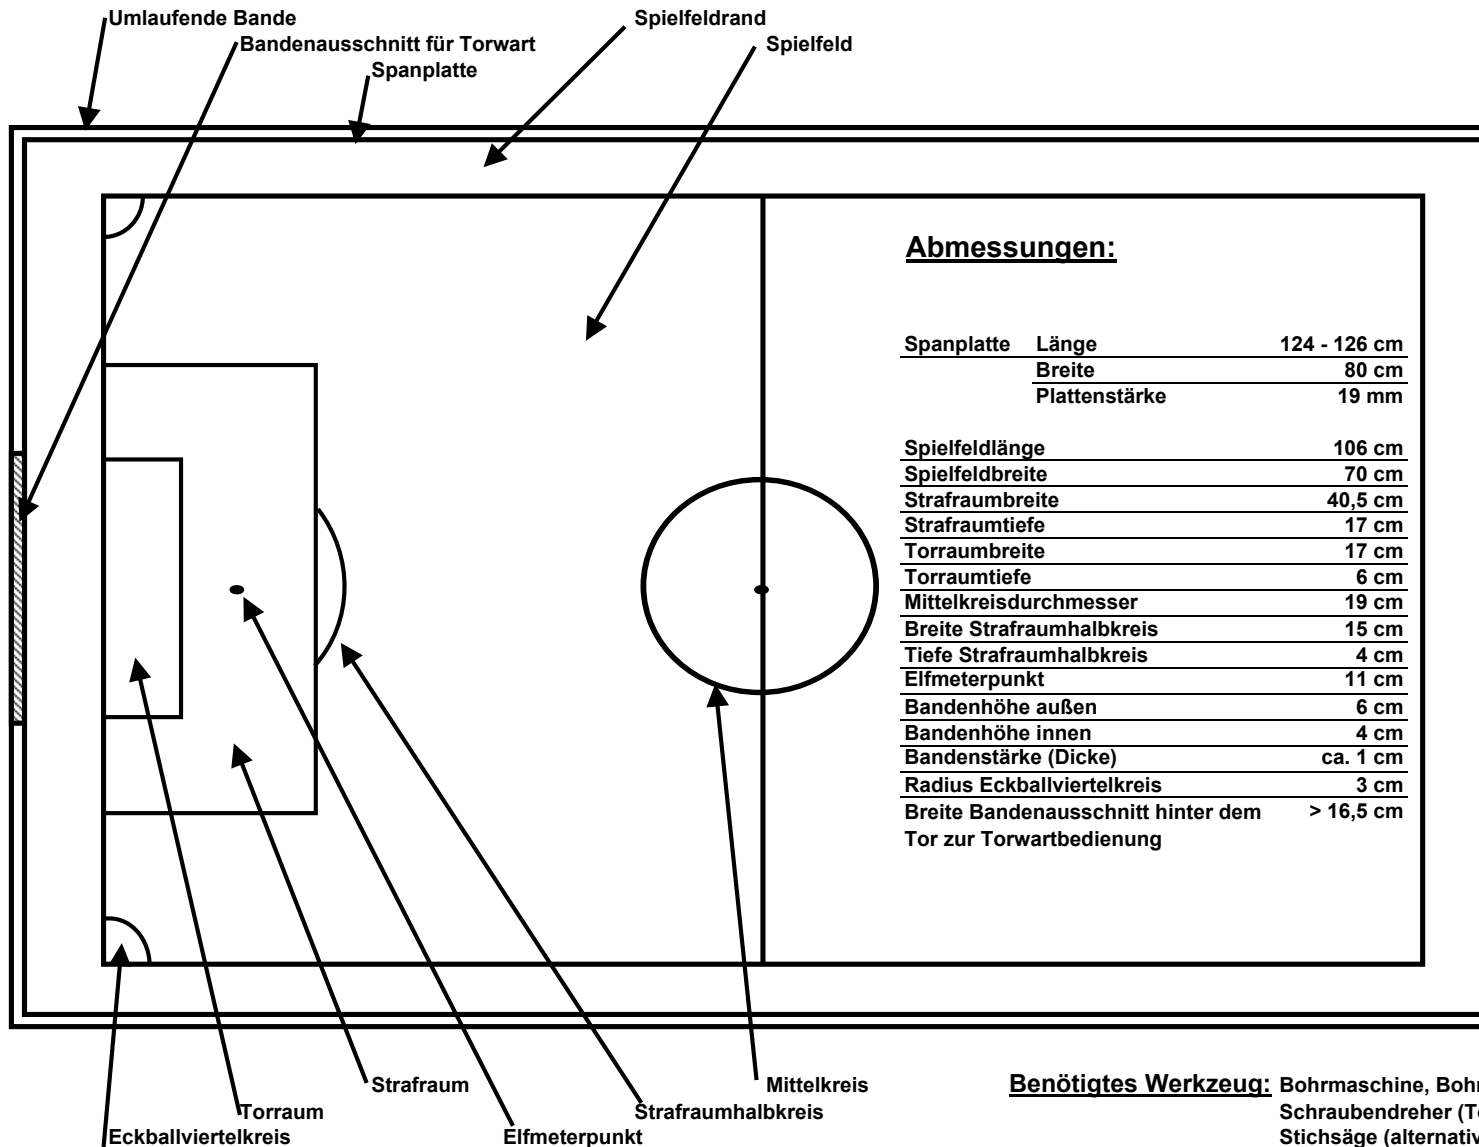 Umlaufende Bande
Spielfeldrand
Bandenausschnitt für Torwart
Spielfeld
Spanplatte
Abmessungen:
Spanplatte Länge 124 - 126 cm
Breite 80 cm
Plattenstärke 19 mm
Spielfeldlänge 106 cm
Spielfeldbreite 70 cm
Strafraumbreite 40,5 cm
Strafraumtiefe 17 cm
Torraumbreite 17 cm
Torraumtiefe 6 cm
Mittelkreisdurchmesser 19 cm
Breite Strafraumhalbkreis 15 cm
Tiefe Strafraumhalbkreis 4 cm
Elfmeterpunkt 11 cm
Bandenhöhe außen 6 cm
Bandenhöhe innen 4 cm
Bandenstärke (Dicke) ca. 1 cm
Radius Eckballviertelkreis 3 cm
Breite Bandenausschnitt hinter dem > 16,5 cm
Tor zur Torwartbedienung
Strafraum
Mittelkreis
Torraum
Strafraumhalbkreis
Eckballviertelkreis
Elfmeterpunkt
Benötigtes Werkzeug: Bohrmaschine,
Schraubendreher
Stichsäge